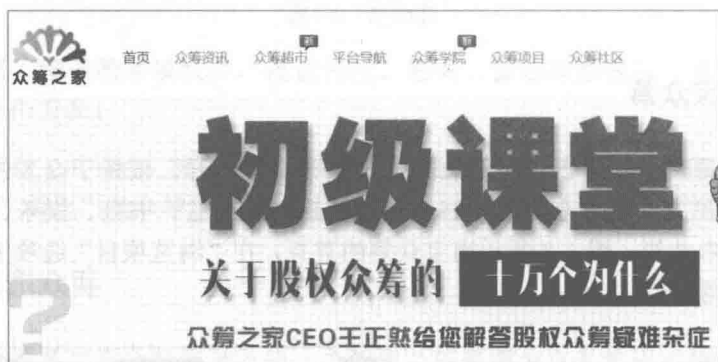 新 新
首页 众筹资讯 众筹超市 平台导航 众筹学院 众筹项目 众筹社区
众筹之家
初级课堂
关于股权众筹的 十万个为什么
?
众筹之家CEO王正然给您解答股权众筹疑难杂症